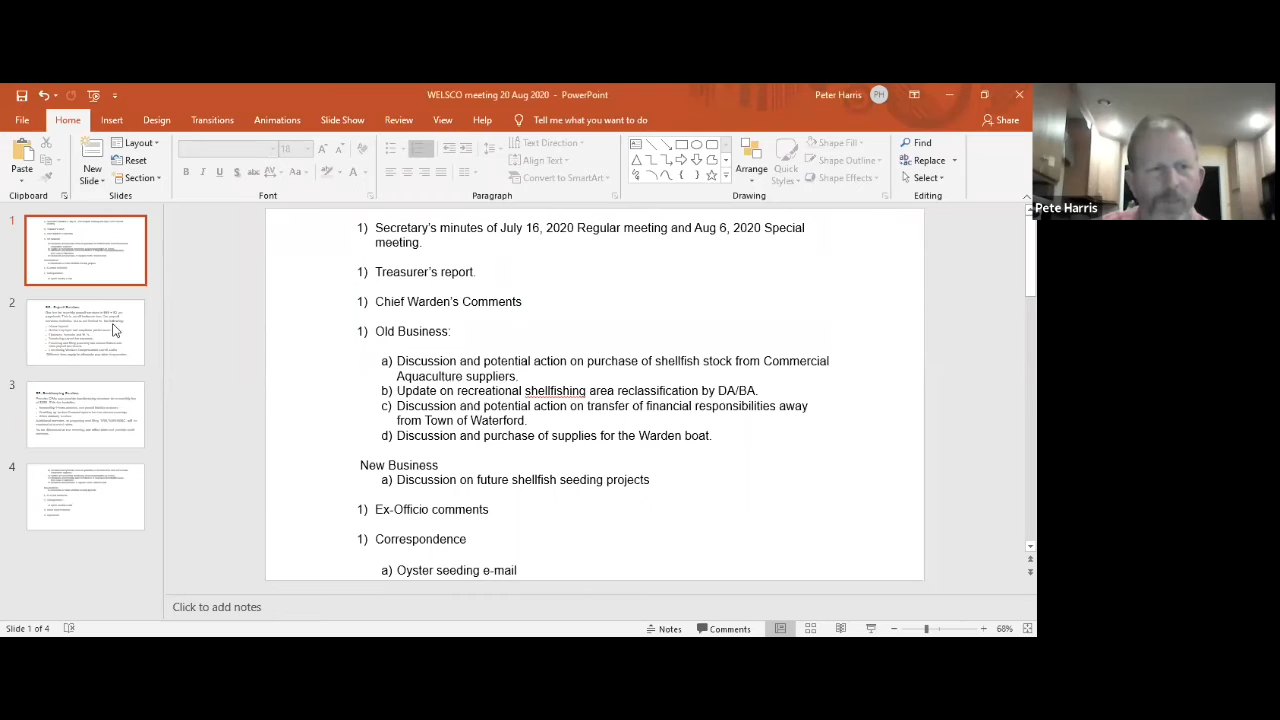 WELSCO meeting 20 Aug 2020 - PowerPoint
Peter Harris
PH
File
Home
Insert
Design
Transitions
Animations
Slide Show
Review
View
Help
Tell me what you want to do
Share
Paste
Clipboard
New
Slide
Layout
Reset
Section
Slides
18
B I U S
Aa
A
Font
Paragraph
Text Direction
Align Text
Convert to SmartArt
Arrange
Quick
Styles
Shape Fill
Shape Outline
Shape Effects
Drawing
Find
Replace
Select
Editing
Pete Harris
1
2
3
4
1) Secretary's minutes July 16, 2020 Regular meeting and Aug 6, 2020 special
meeting.
1) Treasurer's report.
1) Chief Warden's Comments
1) Old Business:
a) Discussion and potential action on purchase of shellfish stock from Commercial
Aquaculture suppliers.
b) Update on recreational shellfishing area reclassification by DABA.
c) Discussion and potential action on transfer of financial responsibilities away
from Town of Waterford
d) Discussion and purchase of supplies for the Warden boat.
New Business
a) Discussion on future shellfish seeding projects
1) Ex-Officio comments
1) Correspondence
a) Oyster seeding e-mail
Click to add notes
Slide 1 of 4
Notes
Comments
68%